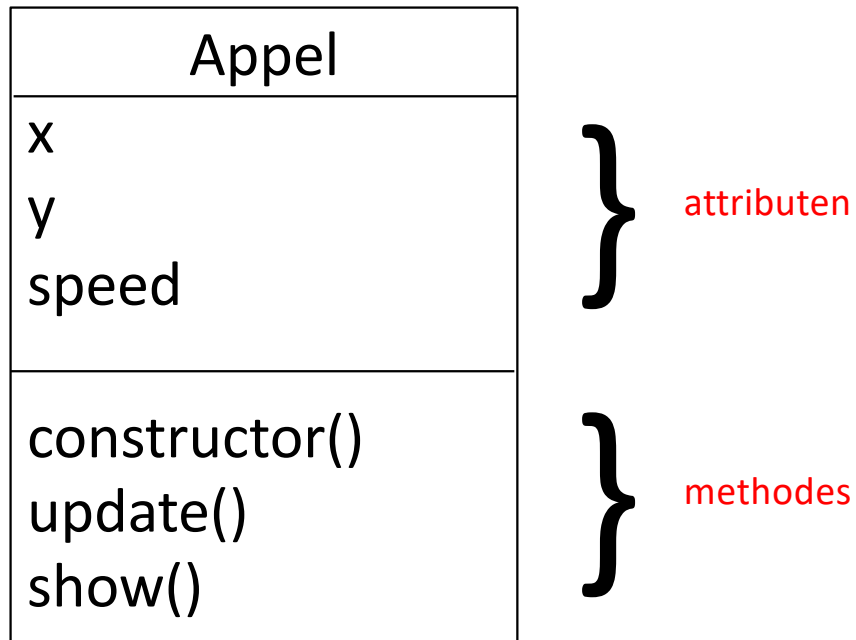 Appel
x
y
speed
attributen
constructor()
update()
show()
methodes